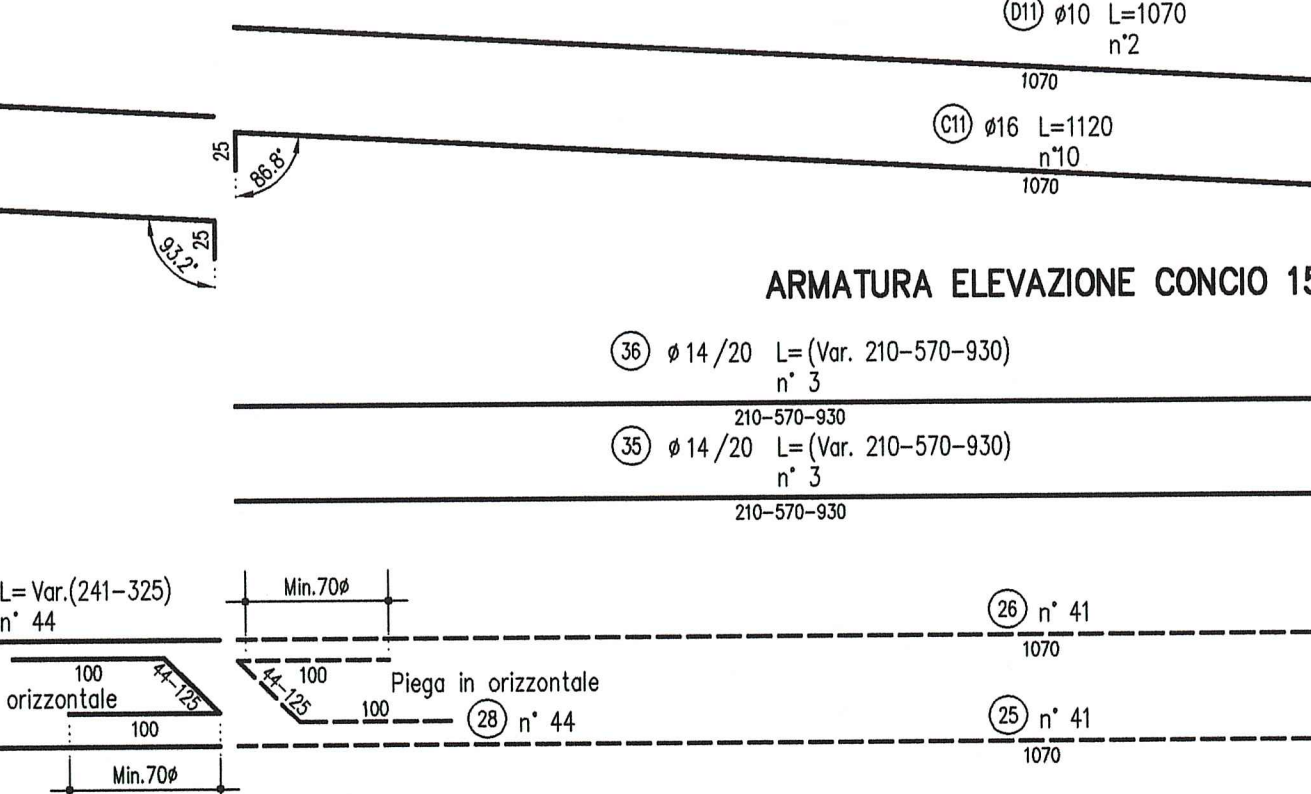 D11 ø10 L=1070
n°2
1070
C11 ø16 L=1120
n°10
1070
25
86.8°
25
93.2°
ARMATURA ELEVAZIONE CONCIO 15
36 ø14/20 L=(Var. 210-570-930)
n° 3
210-570-930
35 ø14/20 L=(Var. 210-570-930)
n° 3
210-570-930
L= Var.(241-325)
n° 44
Min.70ø
26 n° 41
1070
100
44-125
orizzontale
100
100
44-125
Piega in orizzontale
100
28 n° 44
25 n° 41
1070
Min.70ø